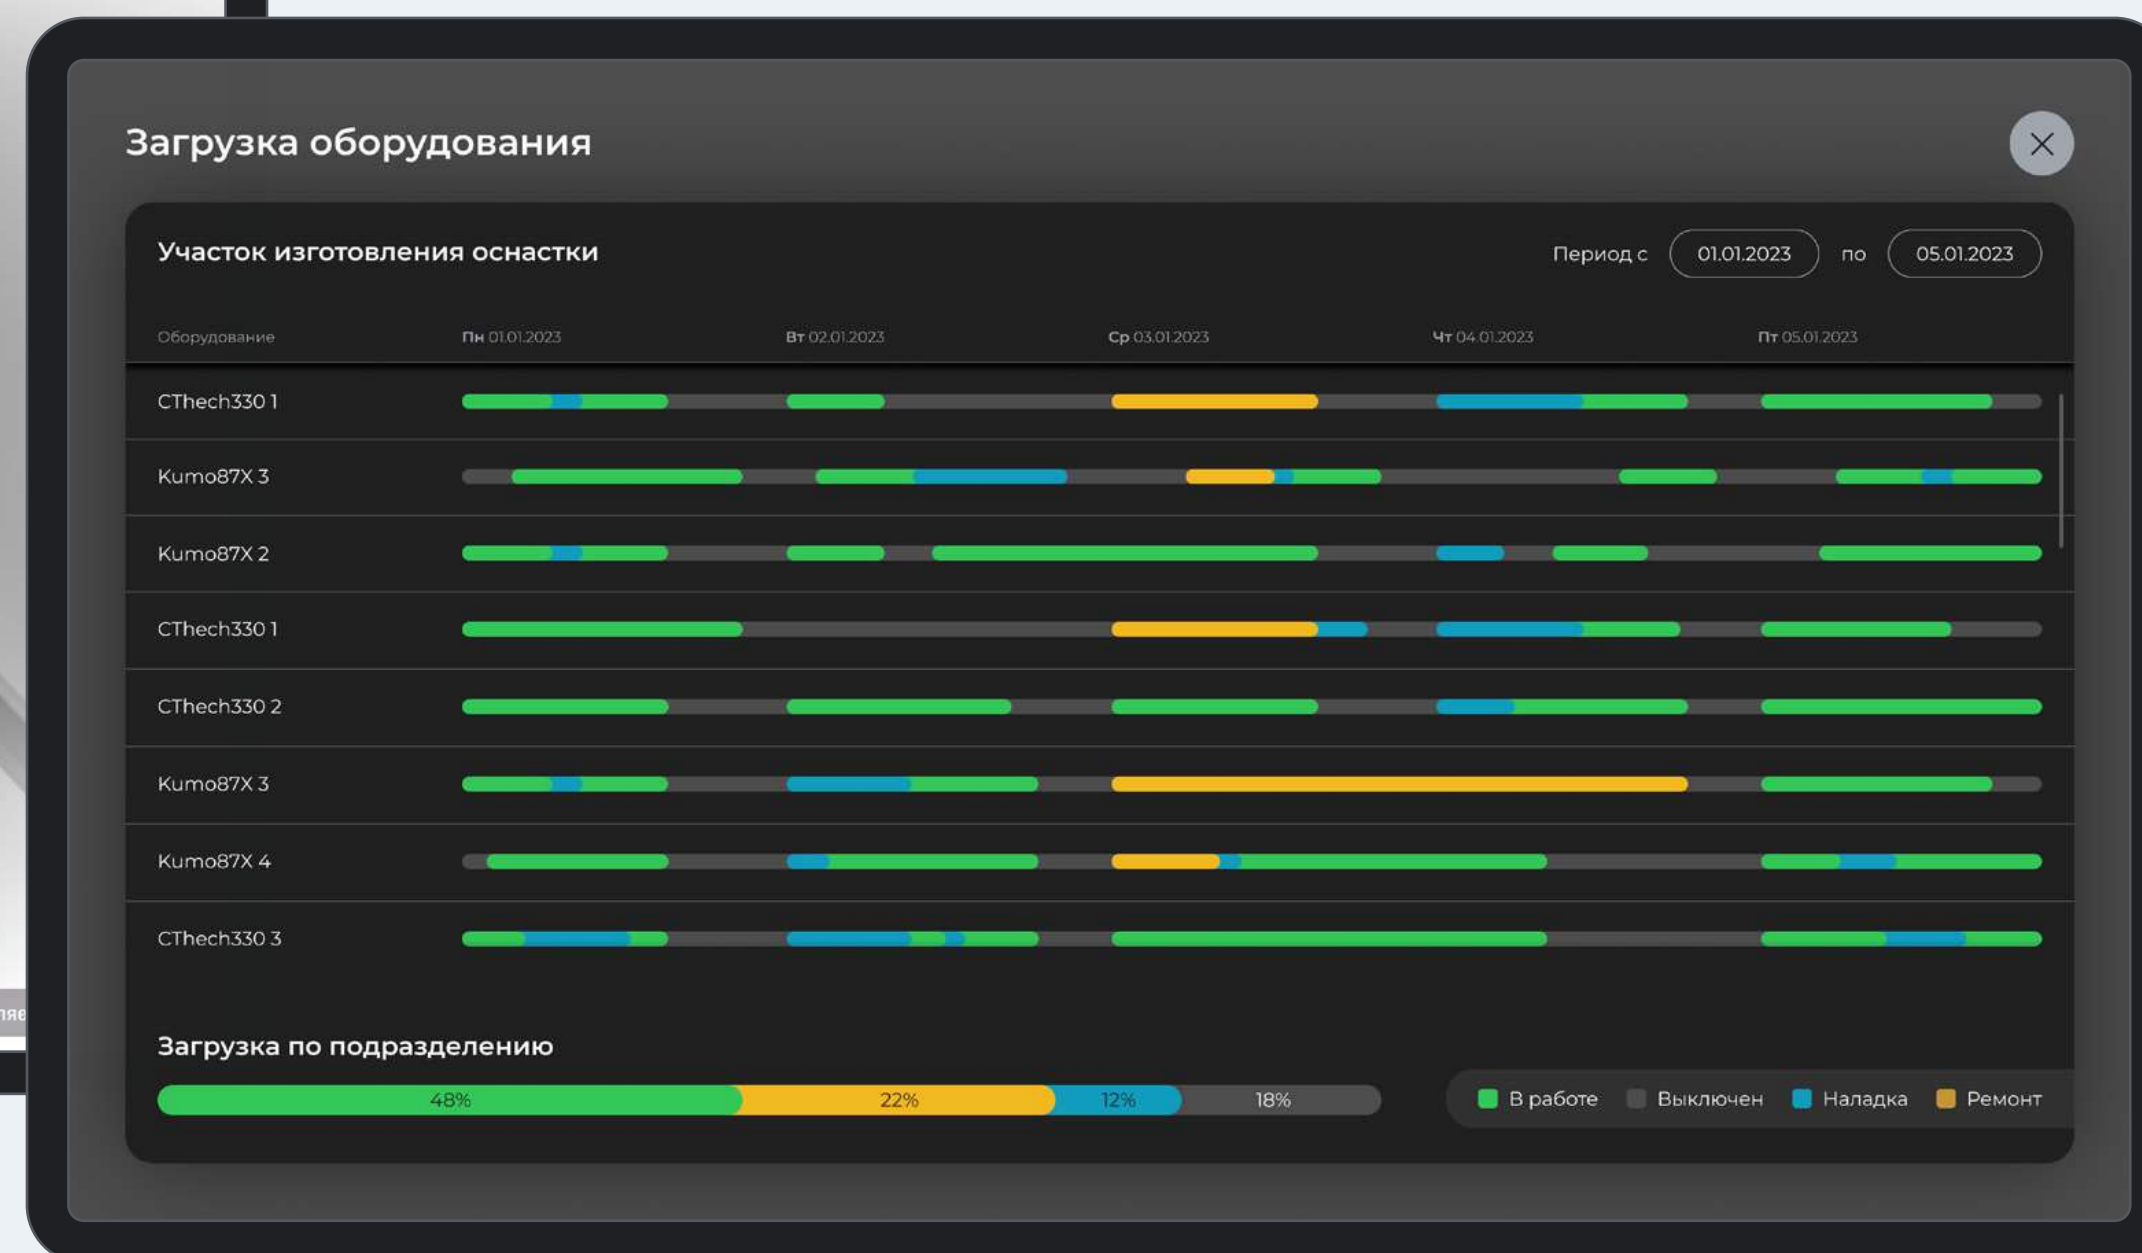 Загрузка оборудования
Участок изготовления оснастки
Период с 01.01.2023 по 05.01.2023
Оборудование Пн 01.01.2023 Вт 02.01.2023 Ср 03.01.2023 Чт 04.01.2023 Пт 05.01.2023
CThech330 1
Kumo87X 3
Kumo87X 2
CThech330 1
CThech330 2
Kumo87X 3
Kumo87X 4
CThech330 3
Загрузка по подразделению
48% 22% 12% 18%
В работе Выключен Наладка Ремонт